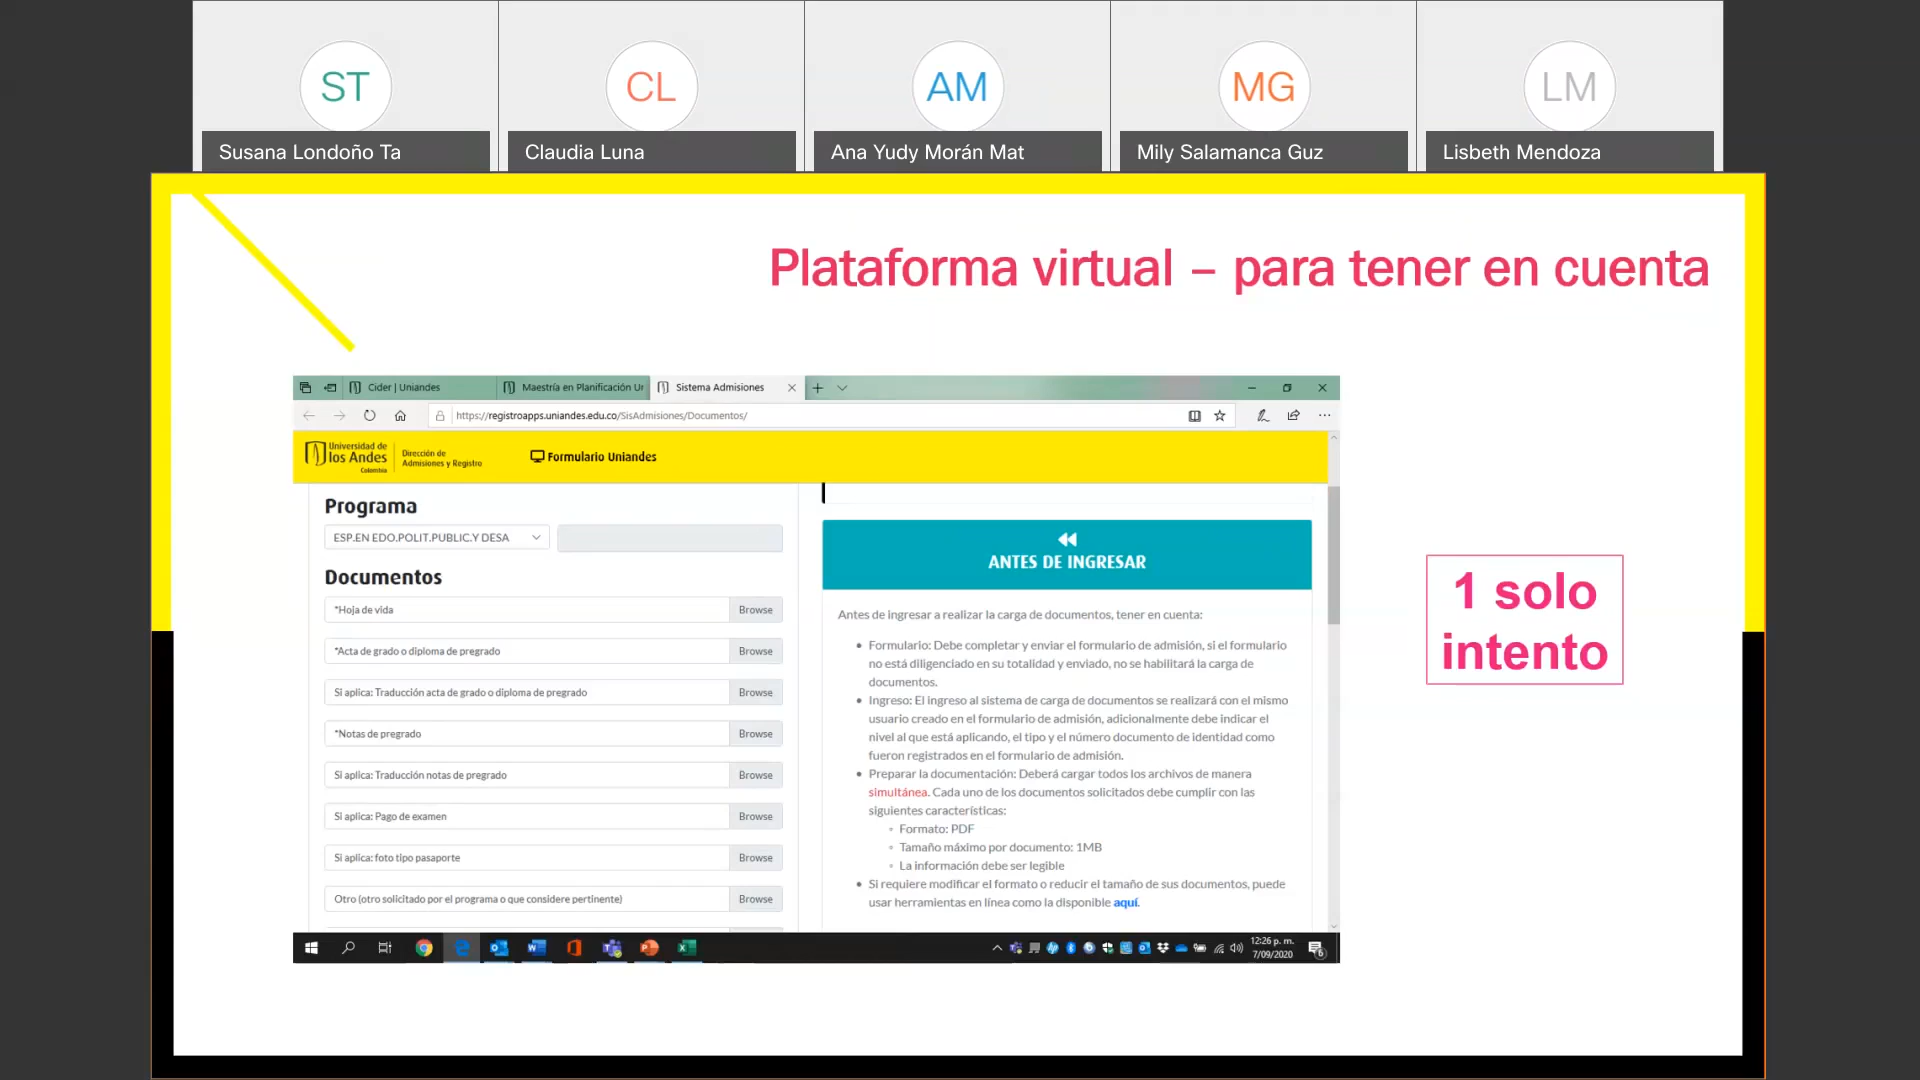 ST
CL
AM
MG
LM
Susana Londoño Ta
Claudia Luna
Ana Yudy Morán Mat
Mily Salamanca Guz
Lisbeth Mendoza
Plataforma virtual – para tener en cuenta
Cider | Uniandes
Maestría en Planificación Ur
Sistema Admisiones
https://registroapps.uniandes.edu.co/SisAdmisiones/Documentos/
Universidad de
los Andes
Colombia
Dirección de
Admisiones y Registro
Formulario Uniandes
Programa
ESP.EN EDO.POLIT.PUBLIC.Y DESA
Documentos
*Hoja de vida
Browse
*Acta de grado o diploma de pregrado
Browse
Si aplica: Traducción acta de grado o diploma de pregrado
Browse
*Notas de pregrado
Browse
Si aplica: Traducción notas de pregrado
Browse
Si aplica: Pago de examen
Browse
Si aplica: foto tipo pasaporte
Browse
Otro (otro solicitado por el programa o que considere pertinente)
Browse
ANTES DE INGRESAR
Antes de ingresar a realizar la carga de documentos, tener en cuenta:
• Formulario: Debe completar y enviar el formulario de admisión, si el formulario
no está diligenciado en su totalidad y enviado, no se habilitará la carga de
documentos.
• Ingreso: El ingreso al sistema de carga de documentos se realizará con el mismo
usuario creado en el formulario de admisión, adicionalmente debe indicar el
nivel al que está aplicando, el tipo y el número documento de identidad como
fueron registrados en el formulario de admisión.
• Preparar la documentación: Deberá cargar todos los archivos de manera
simultánea. Cada uno de los documentos solicitados debe cumplir con las
siguientes características:
◦ Formato: PDF
◦ Tamaño máximo por documento: 1MB
◦ La información debe ser legible
• Si requiere modificar el formato o reducir el tamaño de sus documentos, puede
usar herramientas en línea como la disponible aquí.
1 solo
intento
12:26 p. m.
7/09/2020
6